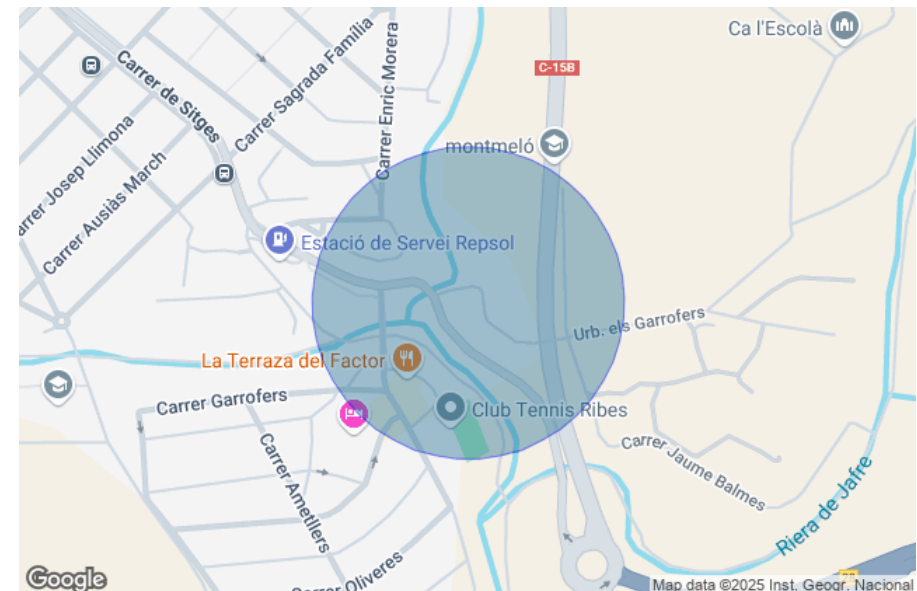 Ca l'Escolà
C-15B
Carrer Sagrada Família
Carrer Enric Morera
Carrer de Sitges
montmeló
Carrer Josep Llimona
Carrer Ausiàs March
Estació de Servei Repsol
Urb. els Garrofers
La Terraza del Factor
Carrer Garrofers
Club Tennis Ribes
Carrer Ametllers
Carrer Jaume Balmes
Riera de Jafre
Carrer Oliveres
Google
Map data ©2025 Inst. Geogr. Nacional